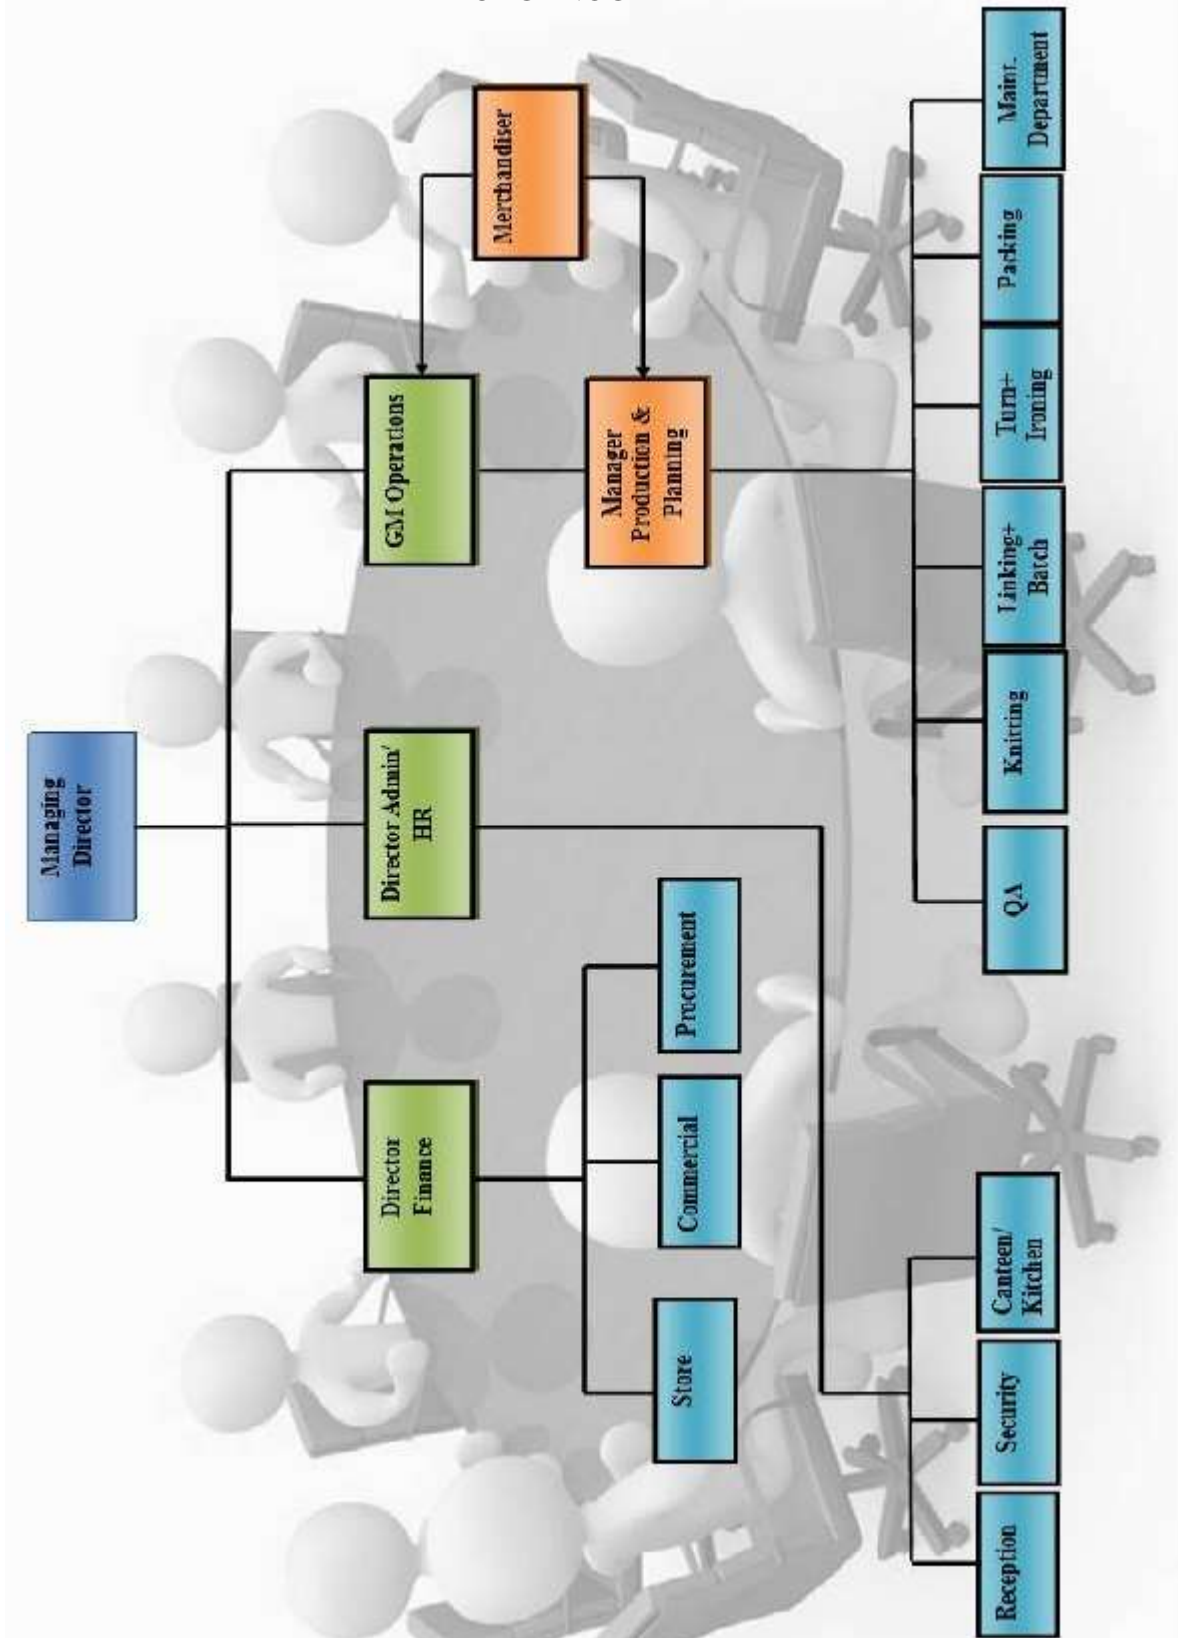 Managing
Director
Director
Finance
Director Admin/
HR
GM Operations
Merchandiser
Manager
Production &
Planning
Store
Commercial
Procurement
Reception
Security
Canteen/
Kitchen
QA
Knitting
Linking+
Batch
Turn+
Ironing
Packing
Maint.
Department